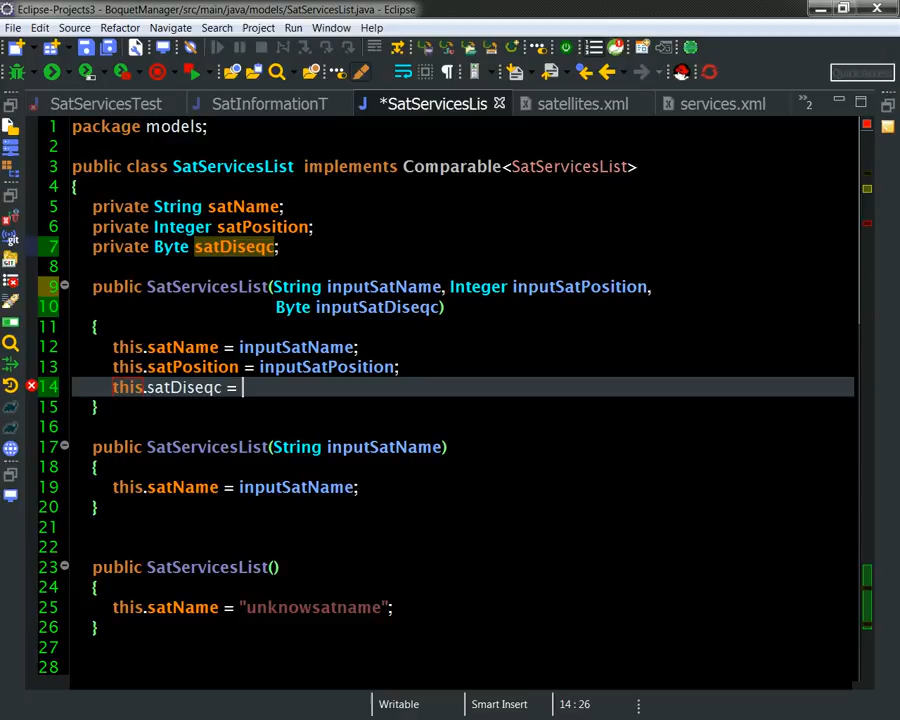 Eclipse-Projects3 - BoquetManager/src/main/java/models/SatServicesList.java - Eclipse
File Edit Source Refactor Navigate Search Project Run Window Help
Quick Access
SatServicesTest SatInformationT *SatServicesLis satellites.xml services.xml »2
1 package models;
2
3 public class SatServicesList implements Comparable<SatServicesList>
4 {
5 private String satName;
6 private Integer satPosition;
7 private Byte satDiseqc;
8
9 public SatServicesList(String inputSatName, Integer inputSatPosition,
10 Byte inputSatDiseqc)
11 {
12 this.satName = inputSatName;
13 this.satPosition = inputSatPosition;
14 this.satDiseqc =
15 }
16
17 public SatServicesList(String inputSatName)
18 {
19 this.satName = inputSatName;
20 }
21
22
23 public SatServicesList()
24 {
25 this.satName = "unknowsatname";
26 }
27
28
Writable Smart Insert 14 : 26